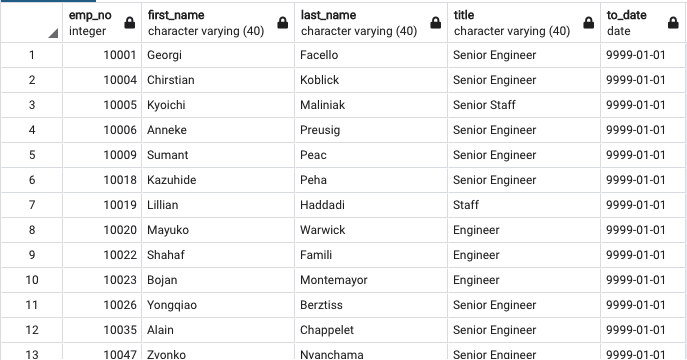 emp_no first_name last_name title to_date
integer character varying (40) character varying (40) character varying (40) date
1 10001 Georgi Facello Senior Engineer 9999-01-01
2 10004 Chirstian Koblick Senior Engineer 9999-01-01
3 10005 Kyoichi Maliniak Senior Staff 9999-01-01
4 10006 Anneke Preusig Senior Engineer 9999-01-01
5 10009 Sumant Peac Senior Engineer 9999-01-01
6 10018 Kazuhide Peha Senior Engineer 9999-01-01
7 10019 Lillian Haddadi Staff 9999-01-01
8 10020 Mayuko Warwick Engineer 9999-01-01
9 10022 Shahaf Famili Engineer 9999-01-01
10 10023 Bojan Montemayor Engineer 9999-01-01
11 10026 Yongqiao Berztiss Senior Engineer 9999-01-01
12 10035 Alain Chappelet Senior Engineer 9999-01-01
13 10047 Zvonko Nyanchama Senior Engineer 9999-01-01